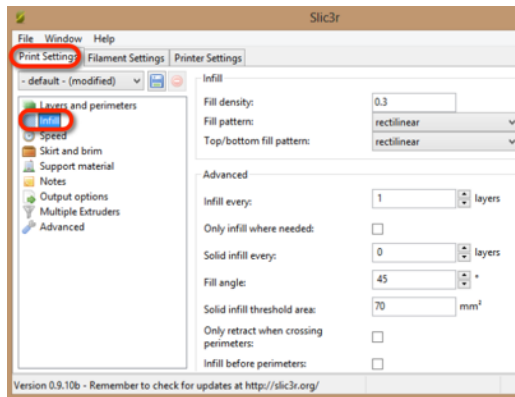 Slic3r
File Window Help
Print Settings Filament Settings Printer Settings
- default - (modified)
Layers and perimeters
Infill
Speed
Skirt and brim
Support material
Notes
Output options
Multiple Extruders
Advanced
Infill
Fill density: 0.3
Fill pattern: rectilinear
Top/bottom fill pattern: rectilinear
Advanced
Infill every: 1 layers
Only infill where needed:
Solid infill every: 0 layers
Fill angle: 45 °
Solid infill threshold area: 70 mm²
Only retract when crossing
perimeters:
Infill before perimeters:
Version 0.9.10b - Remember to check for updates at http://slic3r.org/